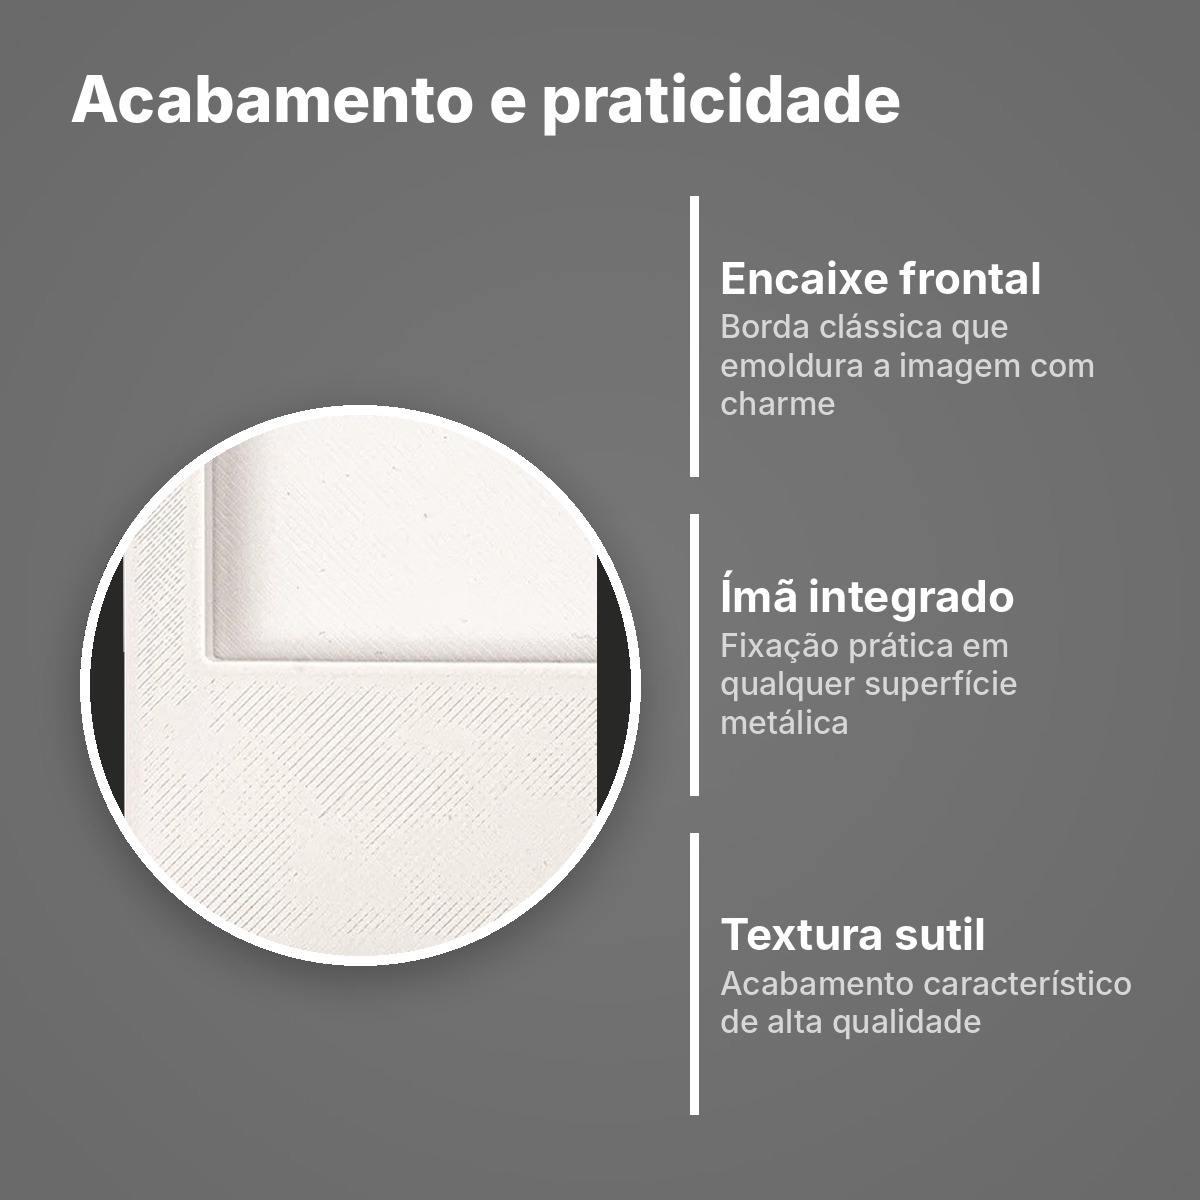 Acabamento e praticidade
Encaixe frontal
Borda clássica que
emoldura a imagem com
charme
Ímã integrado
Fixação prática em
qualquer superfície
metálica
Textura sutil
Acabamento característico
de alta qualidade